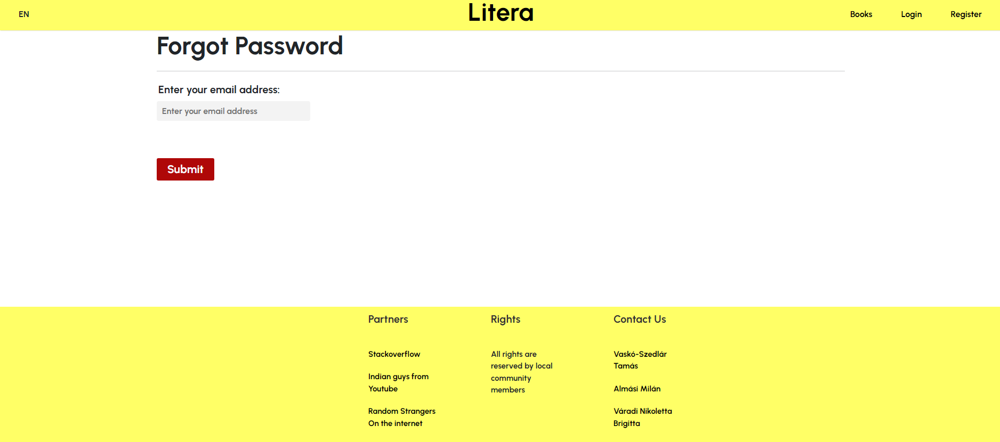 EN
Litera
Books
Login
Register
Forgot Password
Enter your email address:
Enter your email address
Submit
Partners
Stackoverflow
Indian guys from
Youtube
Random Strangers
On the internet
Rights
All rights are
reserved by local
community
members
Contact Us
Vaskó-Szedlár
Tamás
Almási Milán
Váradi Nikoletta
Brigitta